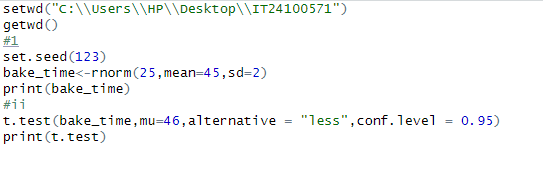 setwd("C:\\Users\\HP\\Desktop\\IT24100571")
getwd()
#1
set.seed(123)
bake_time<-rnorm(25,mean=45,sd=2)
print(bake_time)
#ii
t.test(bake_time,mu=46,alternative = "less",conf.level = 0.95)
print(t.test)